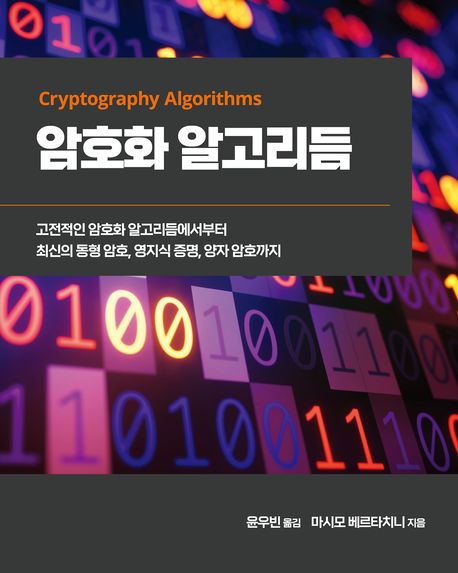 Cryptography Algorithms
암호화 알고리듬
고전적인 암호화 알고리듬에서부터
최신의 동형 암호, 영지식 증명, 양자 암호까지
윤우빈 옮김 마시모 베르타치니 지음